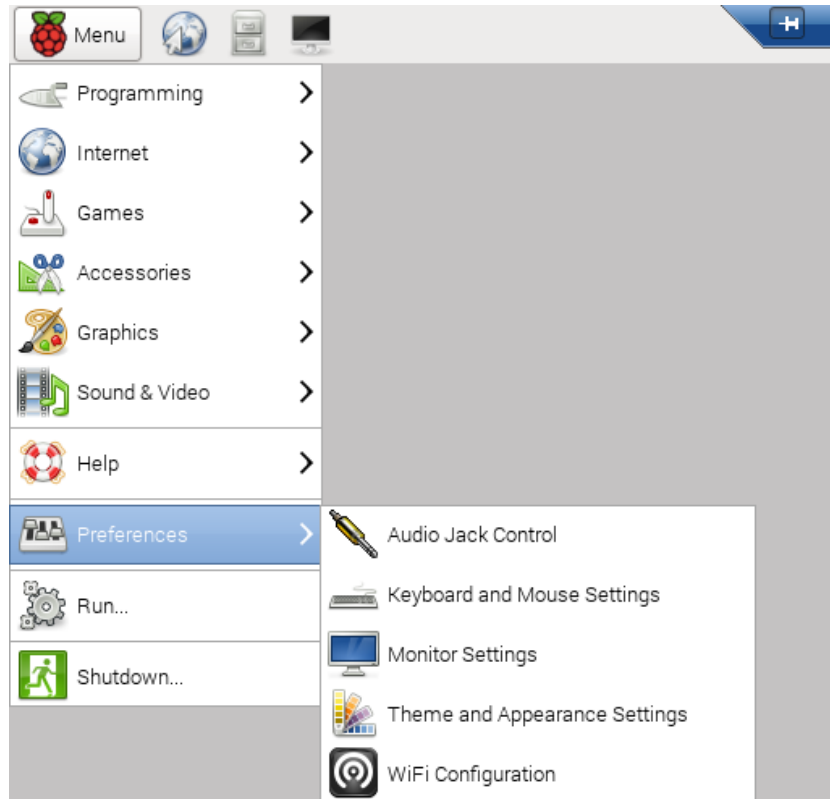 Menu
Programming
Internet
Games
Accessories
Graphics
Sound & Video
Help
Preferences
Audio Jack Control
Keyboard and Mouse Settings
Run...
Monitor Settings
Shutdown...
Theme and Appearance Settings
WiFi Configuration